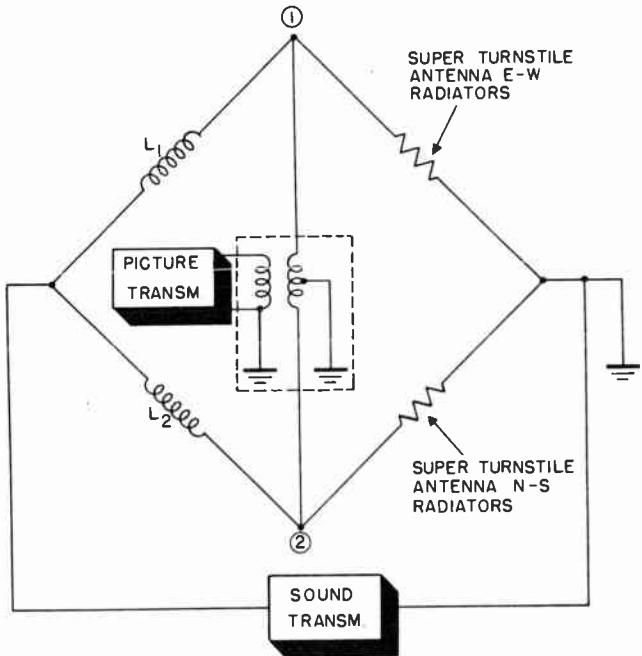 ①
SUPER TURNSTILE
ANTENNA E-W
RADIATORS
L1
PICTURE
TRANSM
L2
SUPER TURNSTILE
ANTENNA N-S
RADIATORS
②
SOUND
TRANSM.